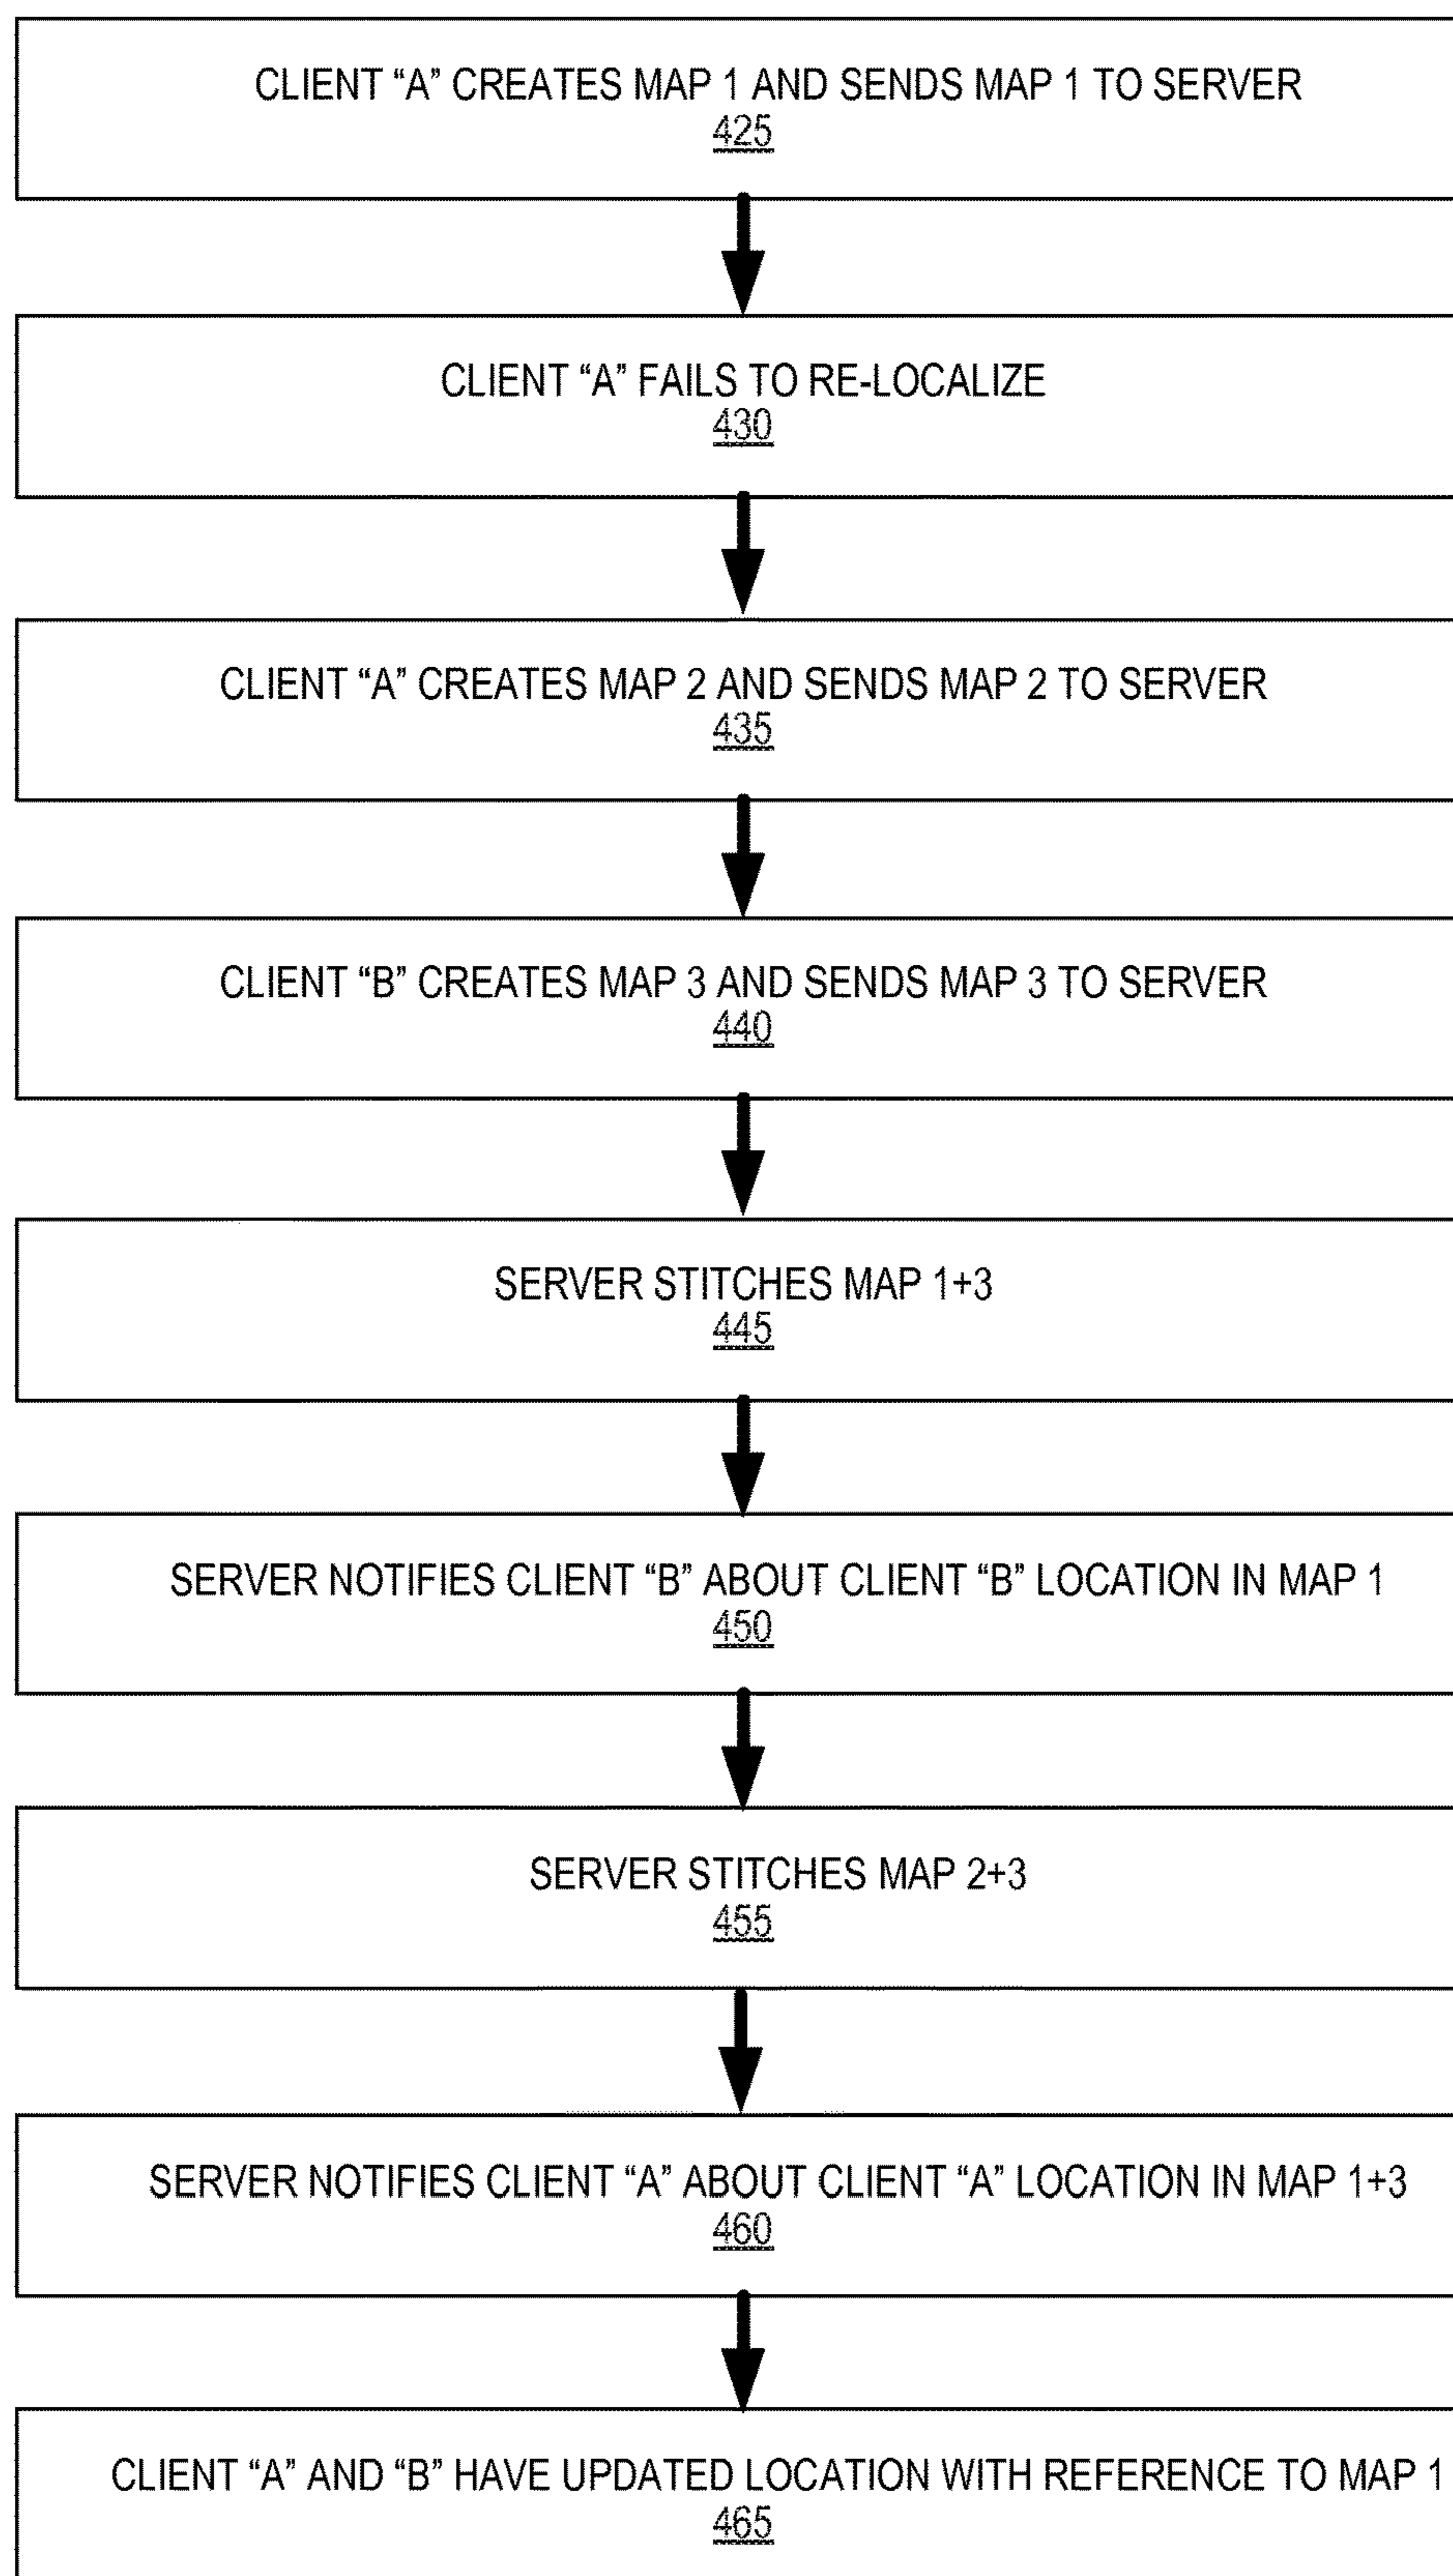 CLIENT “A” CREATES MAP 1 AND SENDS MAP 1 TO SERVER
425
CLIENT “A” FAILS TO RE-LOCALIZE
430
CLIENT “A” CREATES MAP 2 AND SENDS MAP 2 TO SERVER
435
CLIENT “B” CREATES MAP 3 AND SENDS MAP 3 TO SERVER
440
SERVER STITCHES MAP 1+3
445
SERVER NOTIFIES CLIENT “B” ABOUT CLIENT “B” LOCATION IN MAP 1
450
SERVER STITCHES MAP 2+3
455
SERVER NOTIFIES CLIENT “A” ABOUT CLIENT “A” LOCATION IN MAP 1+3
460
CLIENT “A” AND “B” HAVE UPDATED LOCATION WITH REFERENCE TO MAP 1
465